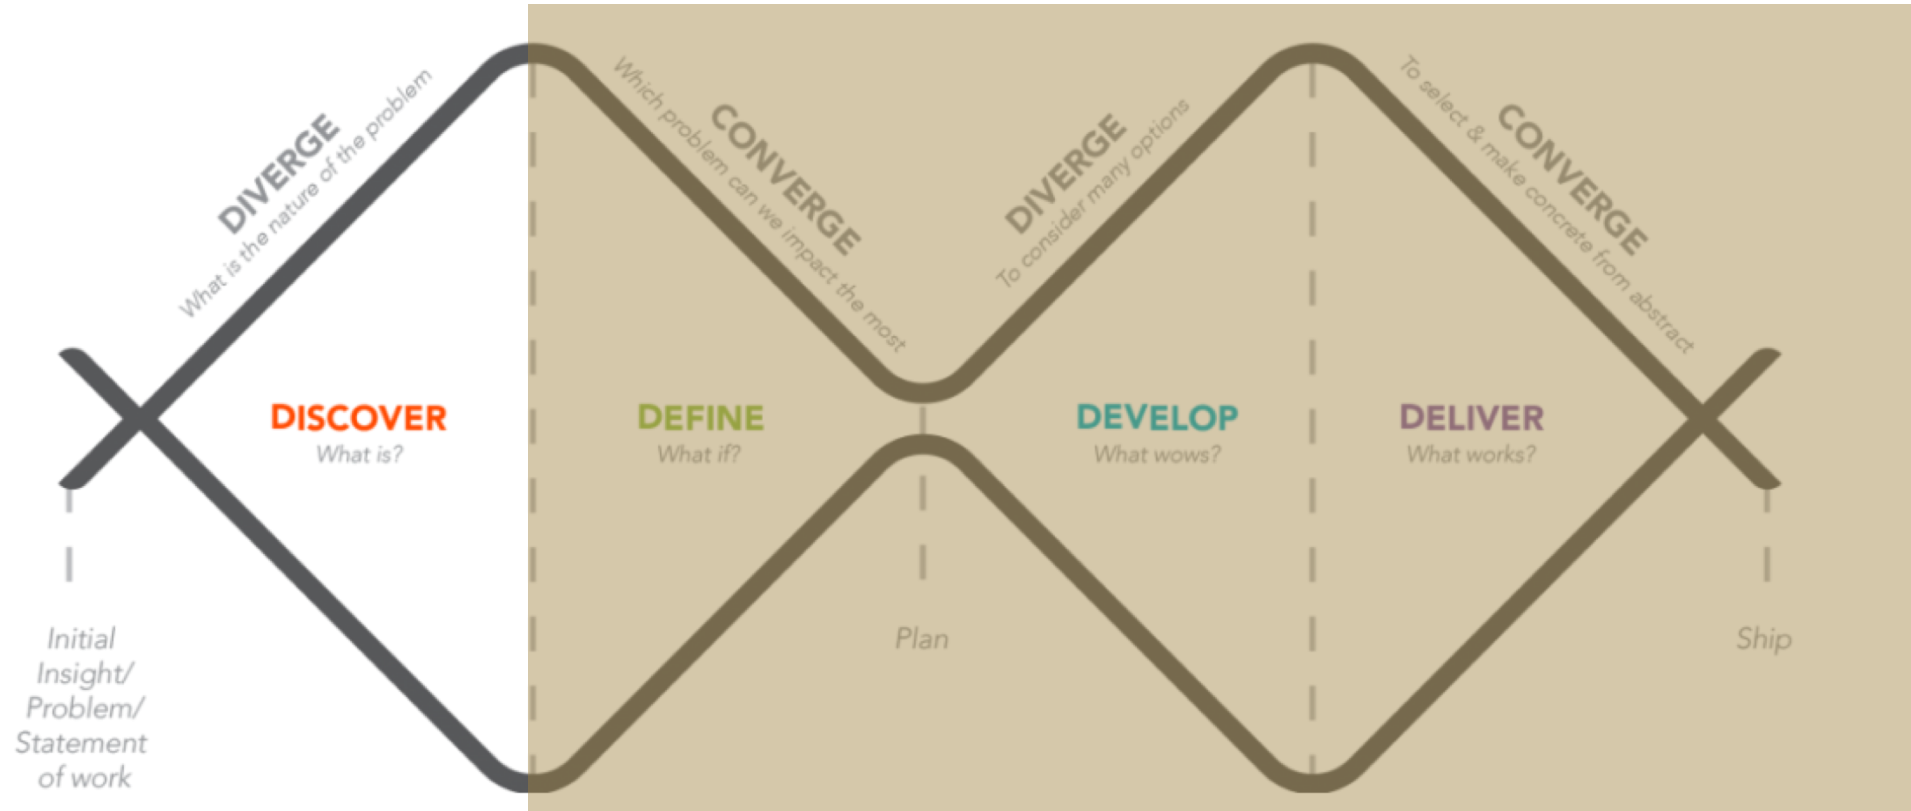 DIVERGE
What is the nature of the problem
CONVERGE
Which problem can we impact the most
DIVERGE
To consider many options
CONVERGE
To select & make concrete from abstract
DISCOVER
What is?
DEFINE
What if?
DEVELOP
What wows?
DELIVER
What works?
Initial
Insight/
Problem/
Statement
of work
Plan
Ship